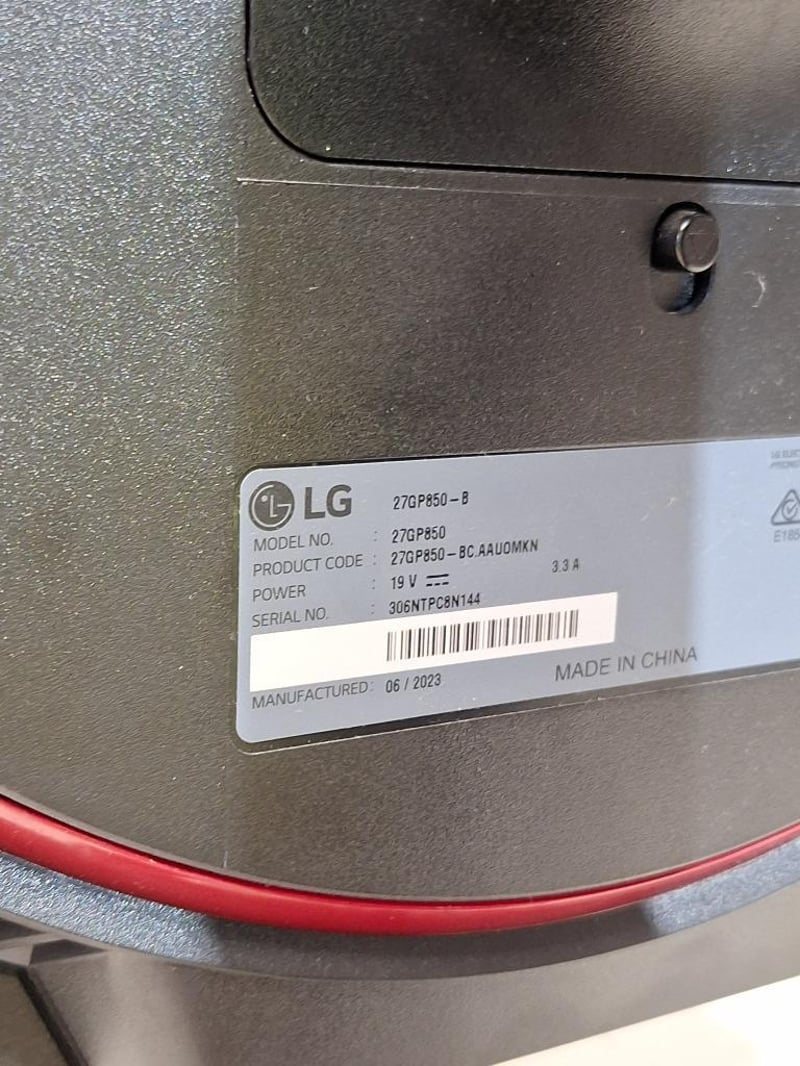 LG 27GP850-B
MODEL NO. : 27GP850
PRODUCT CODE : 27GP850-BC.AAUOMKN
POWER : 19 V ⎓ 3.3 A
SERIAL NO. : 306NTPC8N144
MANUFACTURED: 06 / 2023
MADE IN CHINA